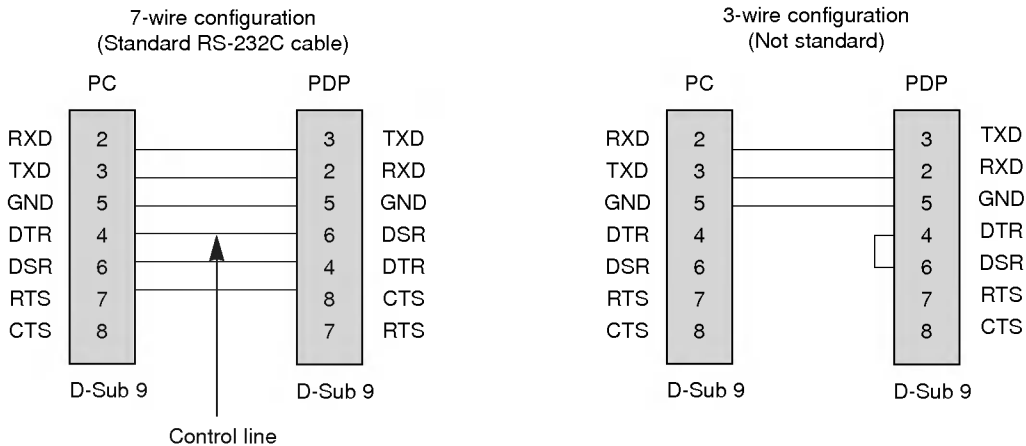 7-wire configuration
(Standard RS-232C cable)
PC PDP
RXD 2 3 TXD
TXD 3 2 RXD
GND 5 5 GND
DTR 4 6 DSR
DSR 6 4 DTR
RTS 7 8 CTS
CTS 8 7 RTS
D-Sub 9 D-Sub 9
Control line
3-wire configuration
(Not standard)
PC PDP
RXD 2 3 TXD
TXD 3 2 RXD
GND 5 5 GND
DTR 4 4 DTR
DSR 6 6 DSR
RTS 7 7 RTS
CTS 8 8 CTS
D-Sub 9 D-Sub 9